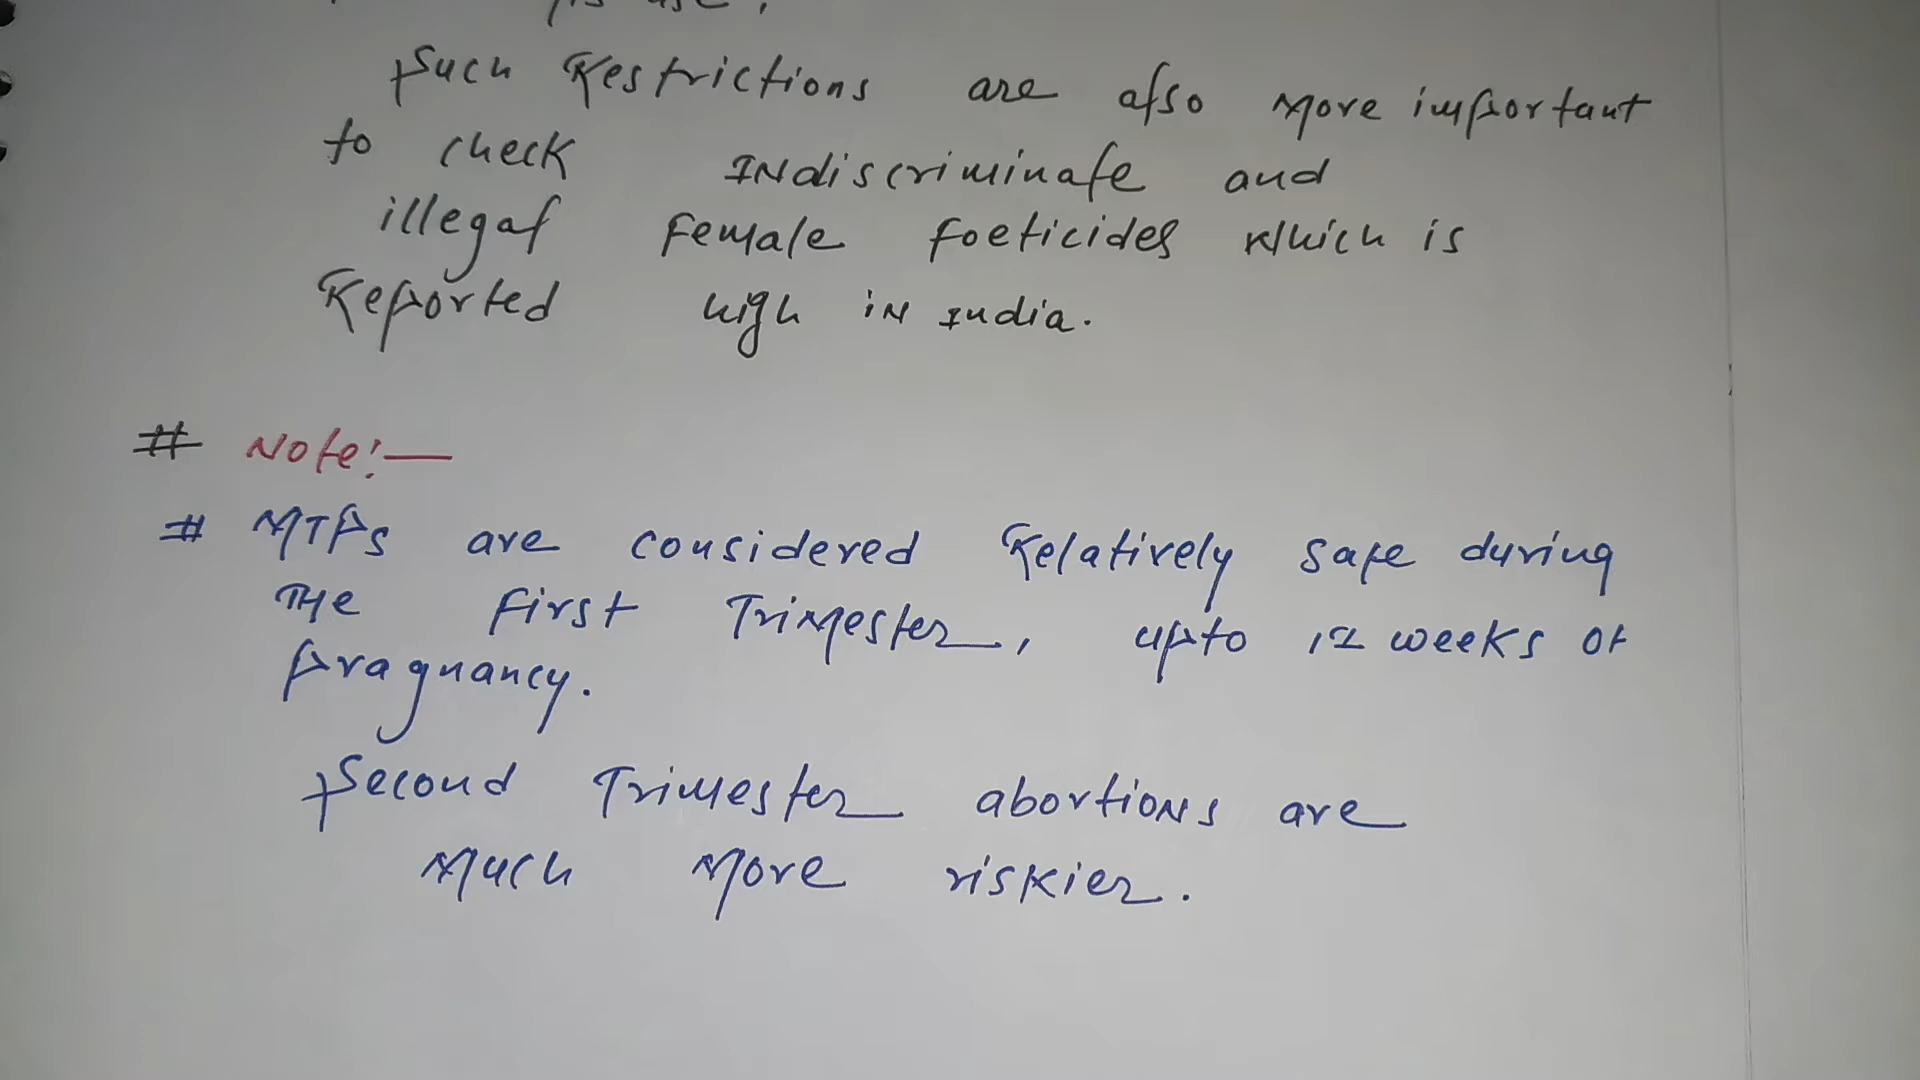 Such Restrictions are also more important
to check INdiscriminate and
illegal female foeticides which is
Reported high in India.
# Note:—
# MTPs are considered Relatively safe during
THe first Trimester, upto 12 weeks of
pragnancy.
Second Trimester abortions are
Much More riskier.